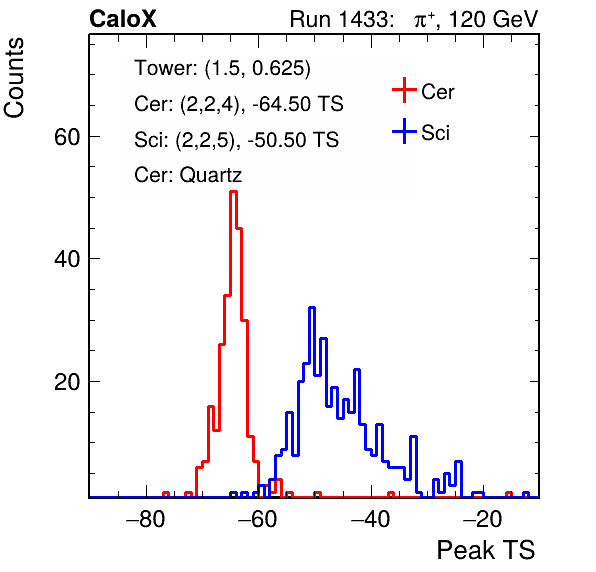 CaloX Run 1433: π⁺, 120 GeV
Counts
Tower: (1.5, 0.625)
Cer: (2,2,4), -64.50 TS
Sci: (2,2,5), -50.50 TS
Cer: Quartz
Cer
Sci
60
40
20
−80 −60 −40 −20
Peak TS